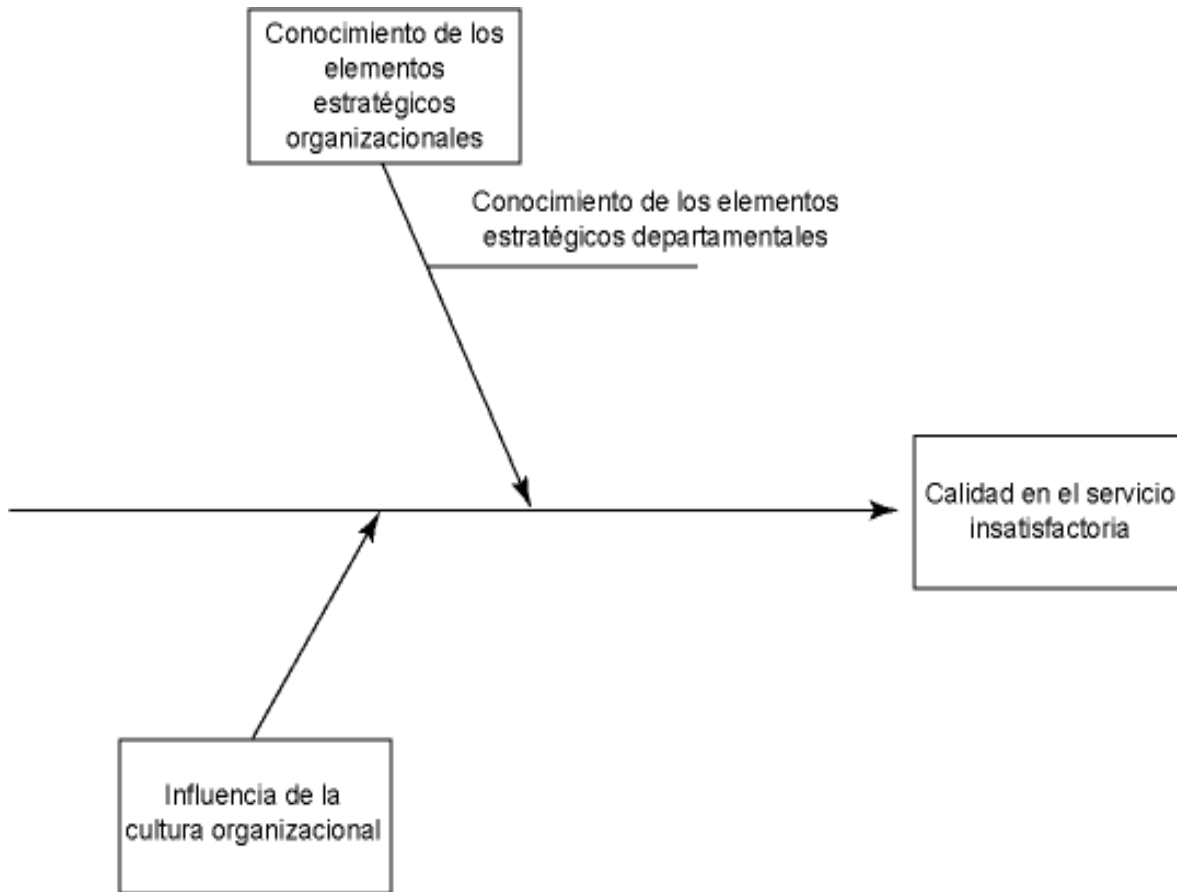 Conocimiento de los
elementos
estratégicos
organizacionales
Conocimiento de los elementos
estratégicos departamentales
Calidad en el servicio
insatisfactoria
Influencia de la
cultura organizacional